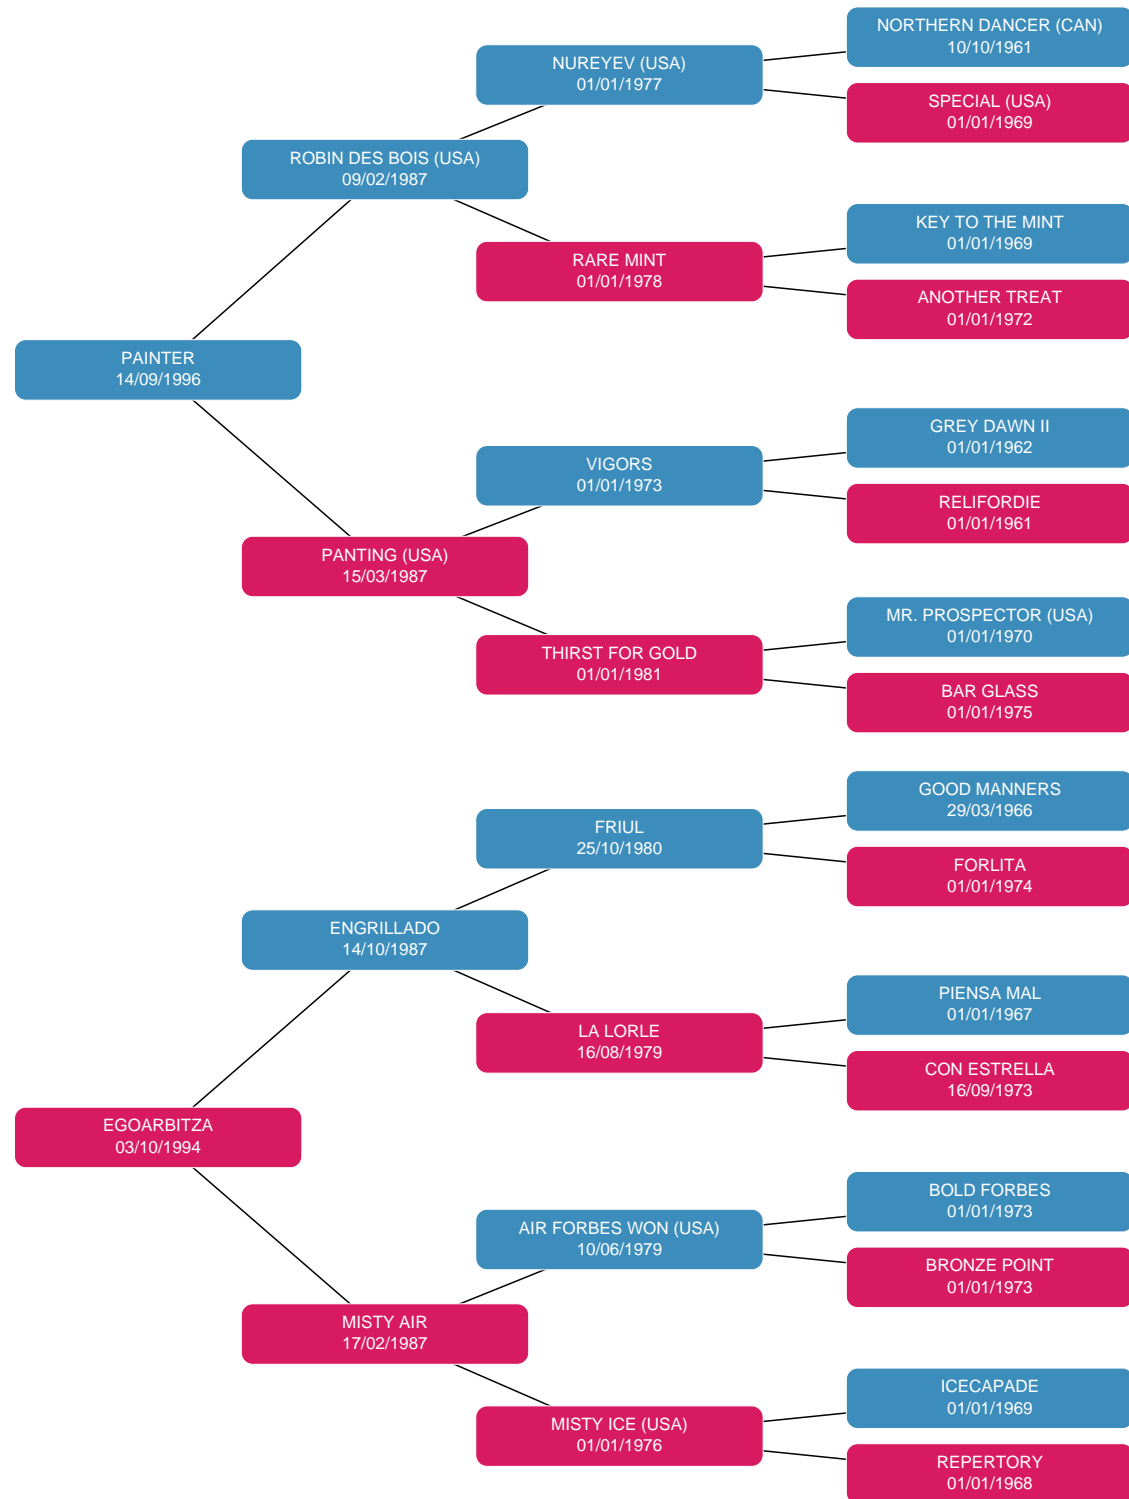 NORTHERN DANCER (CAN)
10/10/1961
NUREYEV (USA)
01/01/1977
SPECIAL (USA)
01/01/1969
ROBIN DES BOIS (USA)
09/02/1987
KEY TO THE MINT
01/01/1969
RARE MINT
01/01/1978
ANOTHER TREAT
01/01/1972
PAINTER
14/09/1996
GREY DAWN II
01/01/1962
VIGORS
01/01/1973
RELIFORDIE
01/01/1961
PANTING (USA)
15/03/1987
MR. PROSPECTOR (USA)
01/01/1970
THIRST FOR GOLD
01/01/1981
BAR GLASS
01/01/1975
GOOD MANNERS
29/03/1966
FRIUL
25/10/1980
FORLITA
01/01/1974
ENGRILLADO
14/10/1987
PIENSA MAL
01/01/1967
LA LORLE
16/08/1979
CON ESTRELLA
16/09/1973
EGOARBITZA
03/10/1994
BOLD FORBES
01/01/1973
AIR FORBES WON (USA)
10/06/1979
BRONZE POINT
01/01/1973
MISTY AIR
17/02/1987
ICECAPADE
01/01/1969
MISTY ICE (USA)
01/01/1976
REPERTORY
01/01/1968